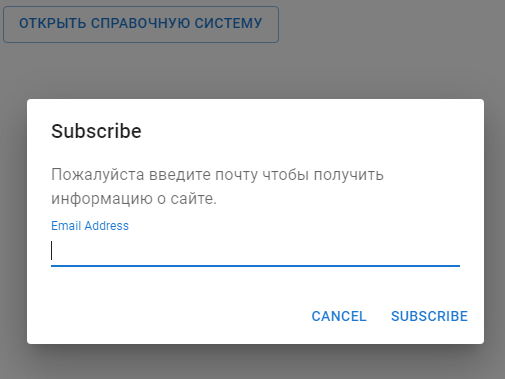 ОТКРЫТЬ СПРАВОЧНУЮ СИСТЕМУ
Subscribe
Пожалуйста введите почту чтобы получить
информацию о сайте.
Email Address
CANCEL SUBSCRIBE